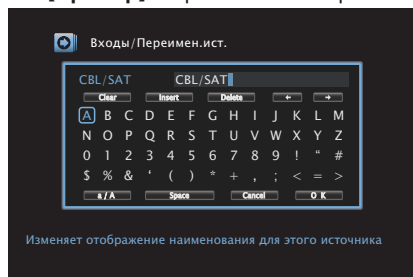 Входы/Переимен.ист.
CBL/SAT CBL/SAT
Clear Insert Delete ← →
A B C D E F G H I J K L M
N O P Q R S T U V W X Y Z
0 1 2 3 4 5 6 7 8 9 ! “ #
$ % & ‘ ( ) * + , ; < = >
a / A Space Cancel O K
Изменяет отображение наименования для этого источника